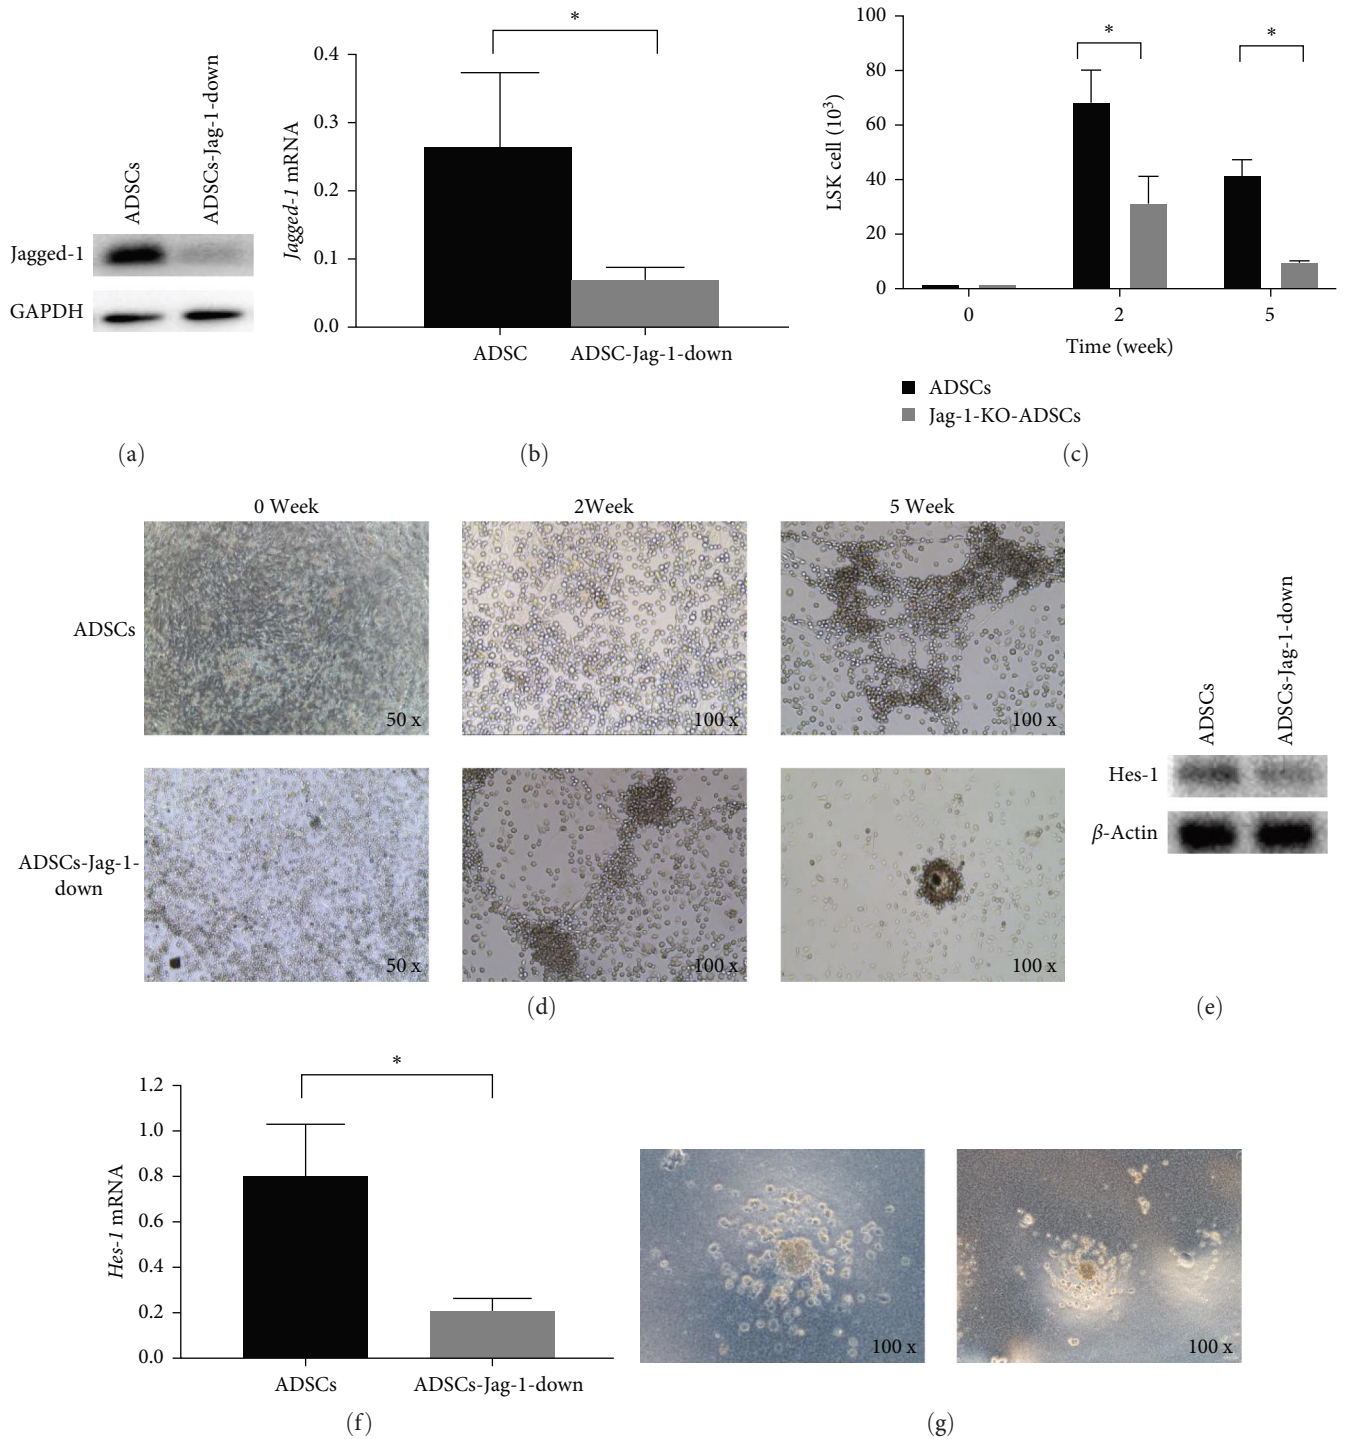 ADSCs
ADSCs-Jag-1-down
Jagged-1
GAPDH
(a)
*
Jagged-1 mRNA
0.4
0.3
0.2
0.1
0.0
ADSC
ADSC-Jag-1-down
(b)
LSK cell (10³)
100
80
60
40
20
0
*
*
0
2
5
Time (week)
ADSCs
Jag-1-KO-ADSCs
(c)
0 Week
2Week
5 Week
ADSCs
50 x
100 x
100 x
ADSCs-Jag-1-
down
50 x
100 x
100 x
(d)
ADSCs
ADSCs-Jag-1-down
Hes-1
β-Actin
(e)
*
Hes-1 mRNA
1.2
1.0
0.8
0.6
0.4
0.2
0.0
ADSCs
ADSCs-Jag-1-down
(f)
100 x
100 x
(g)